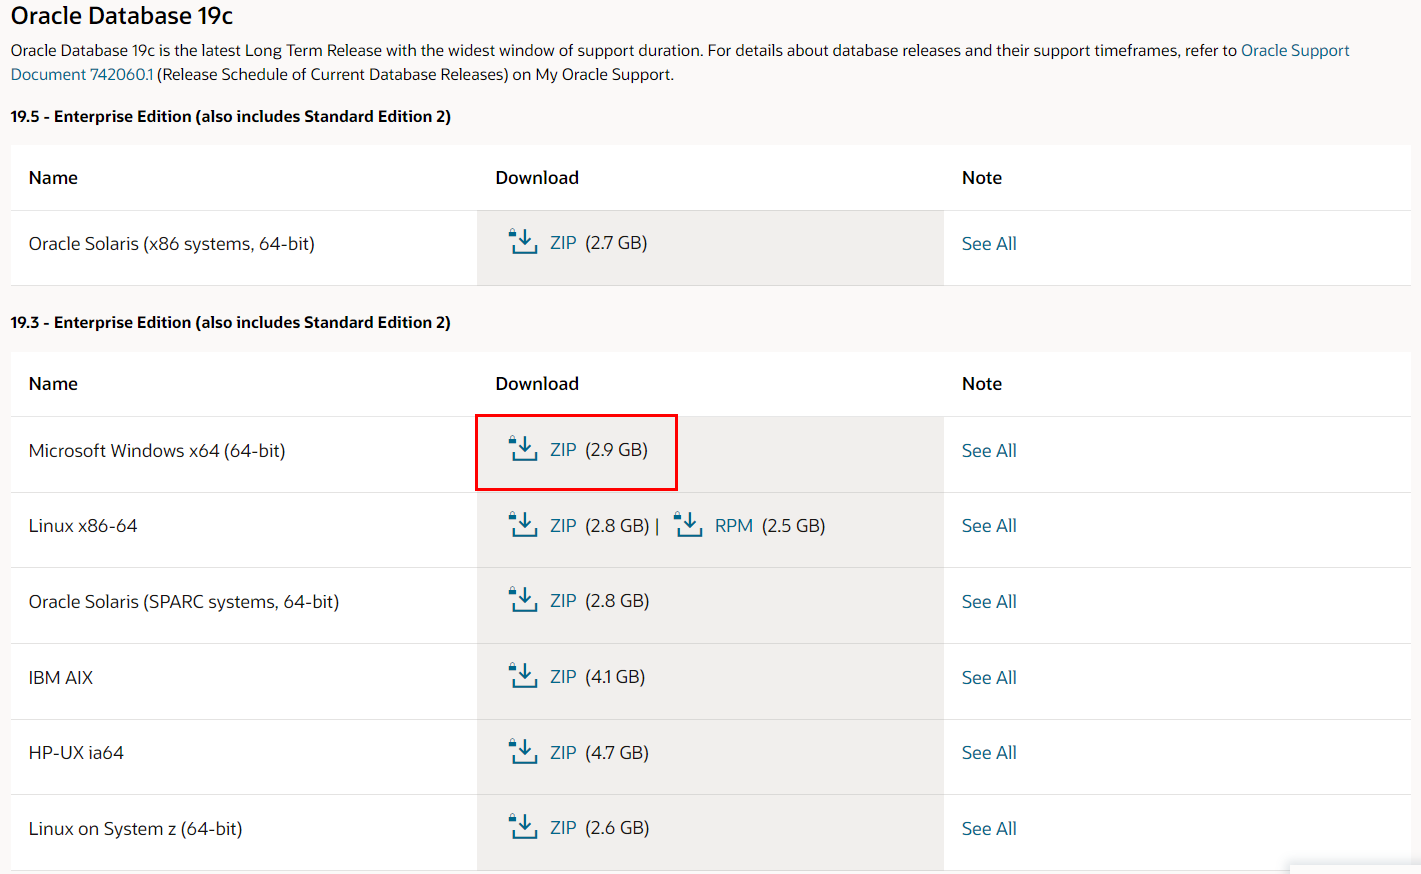 Oracle Database 19c
Oracle Database 19c is the latest Long Term Release with the widest window of support duration. For details about database releases and their support timeframes, refer to Oracle Support
Document 742060.1 (Release Schedule of Current Database Releases) on My Oracle Support.
19.5 - Enterprise Edition (also includes Standard Edition 2)
Name Download Note
Oracle Solaris (x86 systems, 64-bit) ZIP (2.7 GB) See All
19.3 - Enterprise Edition (also includes Standard Edition 2)
Name Download Note
Microsoft Windows x64 (64-bit) ZIP (2.9 GB) See All
Linux x86-64 ZIP (2.8 GB) | RPM (2.5 GB) See All
Oracle Solaris (SPARC systems, 64-bit) ZIP (2.8 GB) See All
IBM AIX ZIP (4.1 GB) See All
HP-UX ia64 ZIP (4.7 GB) See All
Linux on System z (64-bit) ZIP (2.6 GB) See All